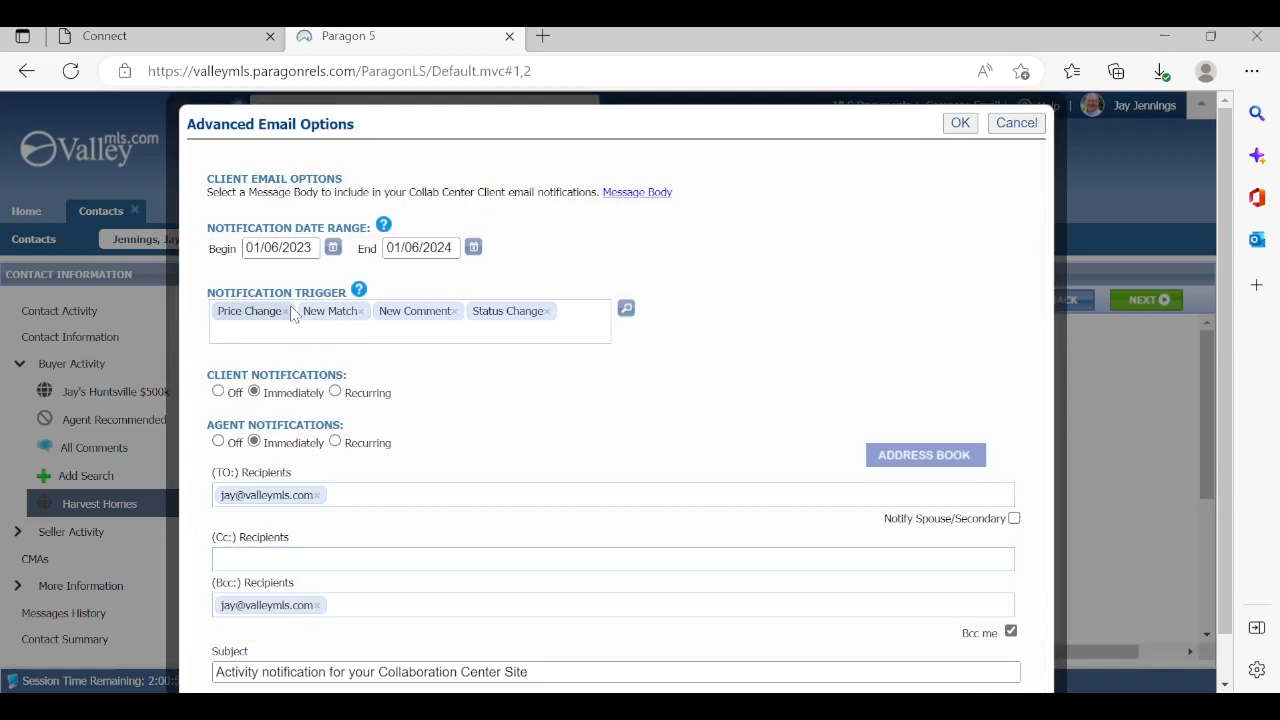 Connect
Paragon 5
https://valleymls.paragonrels.com/ParagonLS/Default.mvc#1,2
Jay Jennings
Valley mls.com
Advanced Email Options
OK
Cancel
CLIENT EMAIL OPTIONS
Select a Message Body to include in your Collab Center Client email notifications. Message Body
Home
Contacts
NOTIFICATION DATE RANGE:
Contacts
Jennings, Jay
Begin 01/06/2023 End 01/06/2024
CONTACT INFORMATION
NOTIFICATION TRIGGER
NEXT
Contact Activity
Price Change New Match New Comment Status Change
Contact Information
Buyer Activity
CLIENT NOTIFICATIONS:
Jay's Huntsville $500k
Off Immediately Recurring
Agent Recommended
AGENT NOTIFICATIONS:
All Comments
Off Immediately Recurring
ADDRESS BOOK
Add Search
(TO:) Recipients
jay@valleymls.com
Harvest Homes
Notify Spouse/Secondary
Seller Activity
(Cc:) Recipients
CMAs
More Information
(Bcc:) Recipients
jay@valleymls.com
Messages History
Bcc me
Contact Summary
Subject
Activity notification for your Collaboration Center Site
Session Time Remaining: 2:00:5